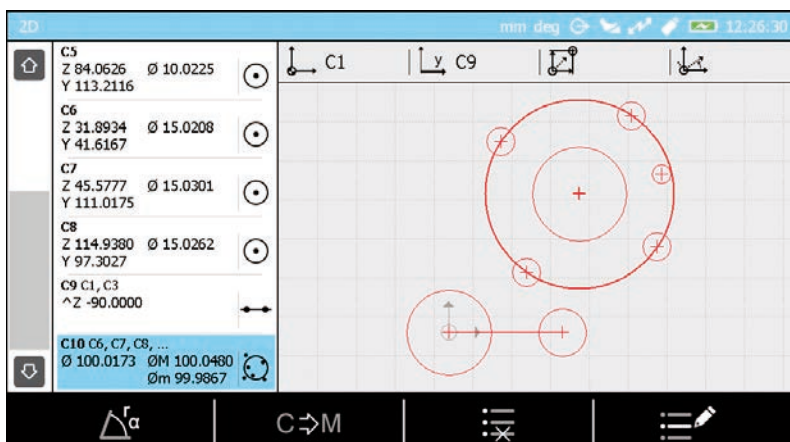 2D mm deg 12:26:30
C5
Z 84.0626 Ø 10.0225
Y 113.2116
C6
Z 31.8934 Ø 15.0208
Y 41.6167
C7
Z 45.5777 Ø 15.0301
Y 111.0175
C8
Z 114.9380 Ø 15.0262
Y 97.3027
C9 C1, C3
^Z -90.0000
C10 C6, C7, C8, ...
Ø 100.0173 ØM 100.0480
Øm 99.9867
C1 y C9
r α C⇒M